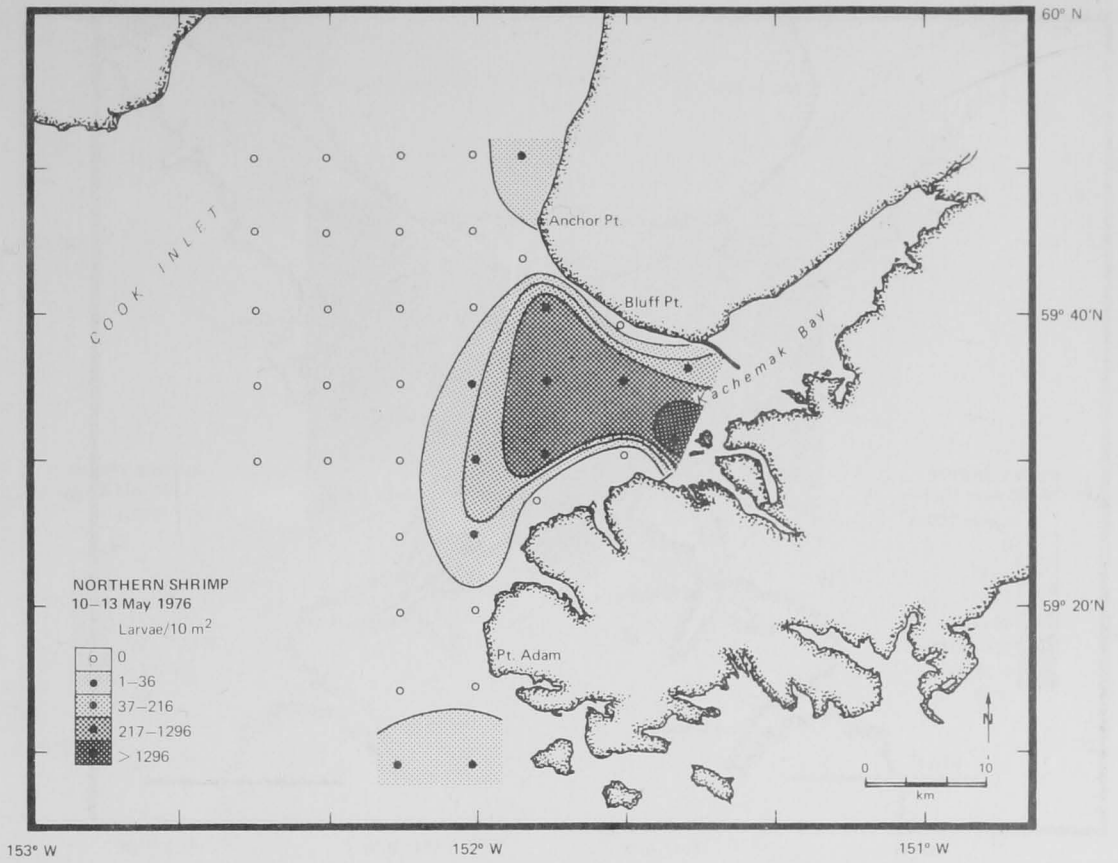 60° N
Anchor Pt.
COOK INLET
Bluff Pt.
59° 40'N
Kachemak Bay
NORTHERN SHRIMP
10–13 May 1976
Larvae/10 m²
0
1–36
37–216
217–1296
> 1296
59° 20'N
Pt. Adam
N
0 10
km
153° W 152° W 151° W